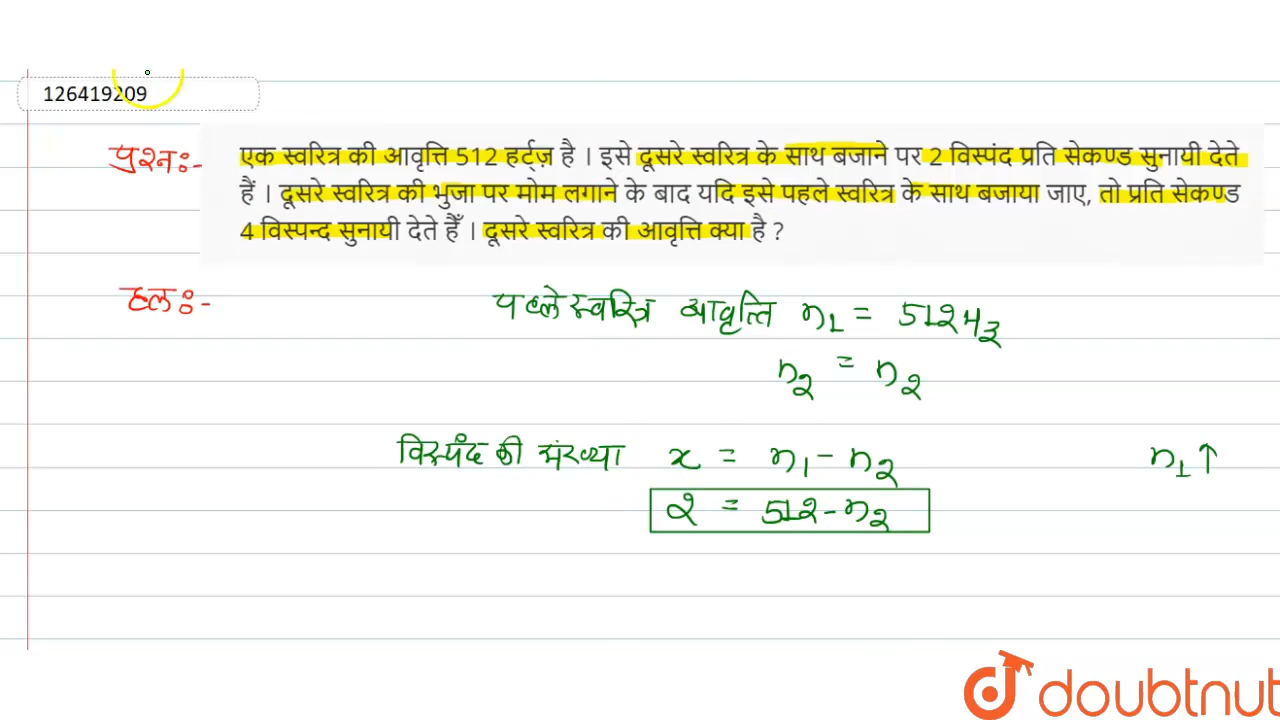 126419209
प्रश्नः-
एक स्वरित्र की आवृत्ति 512 हर्ट्ज़ है । इसे दूसरे स्वरित्र के साथ बजाने पर 2 विस्पंद प्रति सेकण्ड सुनायी देते
हैं । दूसरे स्वरित्र की भुजा पर मोम लगाने के बाद यदि इसे पहले स्वरित्र के साथ बजाया जाए, तो प्रति सेकण्ड
4 विस्पन्द सुनायी देते हैँ । दूसरे स्वरित्र की आवृत्ति क्या है ?
हलः-
पहले स्वरित्र आवृत्ति n₁ = 512Hz
n₂ = n₂
विस्पंद की संख्या x = n₁ - n₂
n₁ ↑
2 = 512 - n₂
doubtnut